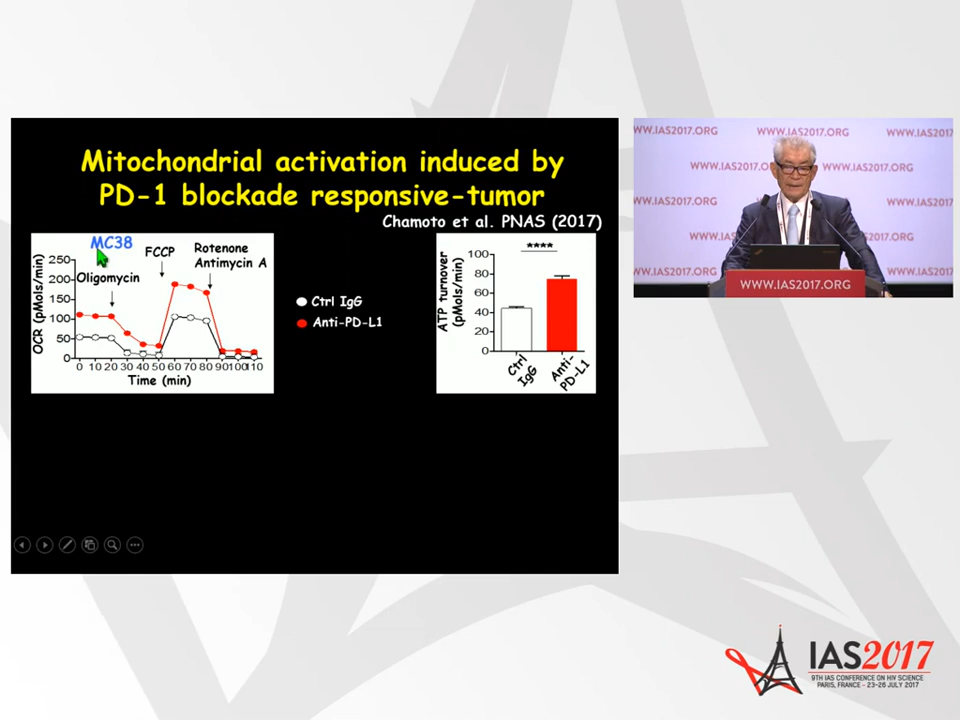 Mitochondrial activation induced by
PD-1 blockade responsive-tumor
Chamoto et al. PNAS (2017)
MC38
Oligomycin
FCCP
Rotenone
Antimycin A
OCR (pMols/min)
250
200
150
100
50
0
0 10 20 30 40 50 60 70 80 90 100 110
Time (min)
Ctrl IgG
Anti-PD-L1
ATP turnover
(pMols/min)
100
80
60
40
20
0
****
Ctrl
IgG
Anti-
PD-L1
WW.IAS2017.ORG
WWW.IAS2017.ORG
WWW.IAS2017
WWW.IAS2017.ORG
WWW.IAS2017.ORG
WW.IAS2017.ORG
WWW.IAS2017
WWW.IAS2017.ORG
WW.IAS2017.ORG
WWW.IAS2017
WWW.IAS2017.ORG
IAS2017
9TH IAS CONFERENCE ON HIV SCIENCE
PARIS, FRANCE - 23-26 JULY 2017